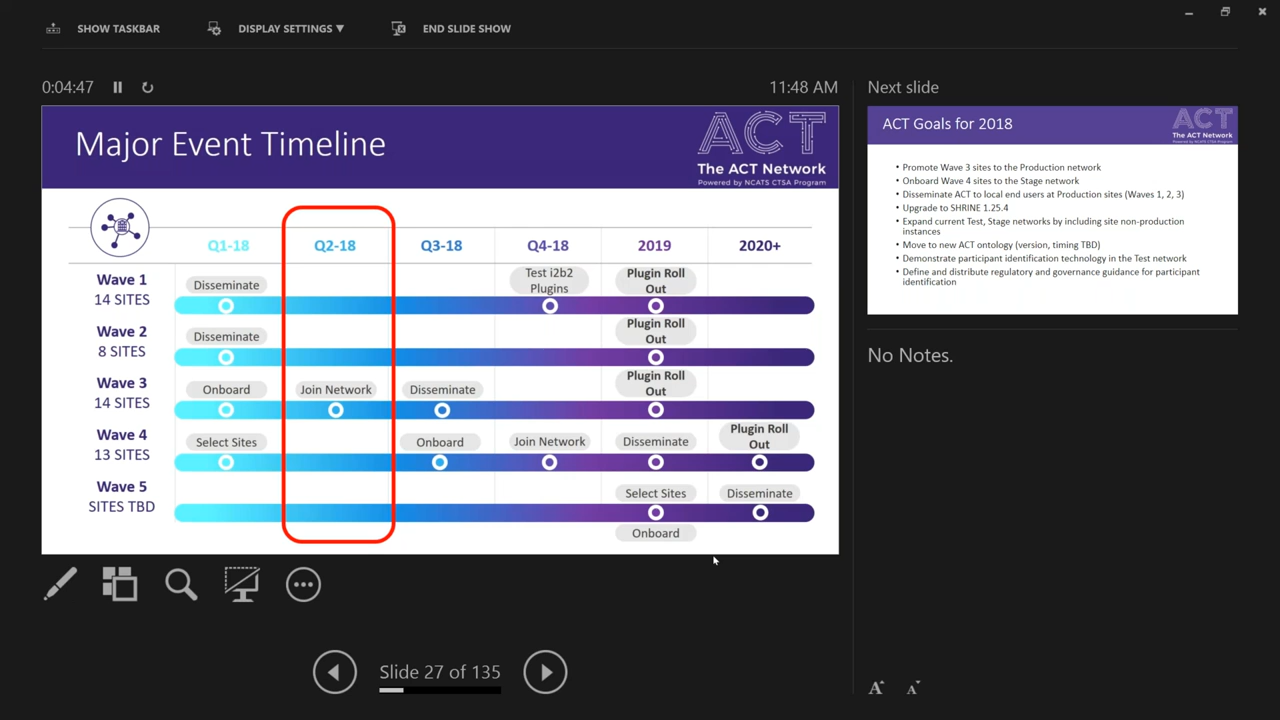 SHOW TASKBAR
DISPLAY SETTINGS ▼
END SLIDE SHOW
0:04:47
11:48 AM
Major Event Timeline
ACT
The ACT Network
Powered by NCATS CTSA Program
Q1-18 Q2-18 Q3-18 Q4-18 2019 2020+
Wave 1
14 SITES
Disseminate
Test i2b2
Plugins
Plugin Roll
Out
Wave 2
8 SITES
Disseminate
Plugin Roll
Out
Wave 3
14 SITES
Onboard
Join Network
Disseminate
Plugin Roll
Out
Wave 4
13 SITES
Select Sites
Onboard
Join Network
Disseminate
Plugin Roll
Out
Wave 5
SITES TBD
Select Sites
Disseminate
Onboard
Slide 27 of 135
Next slide
ACT Goals for 2018
ACT
The ACT Network
Powered by NCATS CTSA Program
• Promote Wave 3 sites to the Production network
• Onboard Wave 4 sites to the Stage network
• Disseminate ACT to local end users at Production sites (Waves 1, 2, 3)
• Upgrade to SHRINE 1.25.4
• Expand current Test, Stage networks by including site non-production
instances
• Move to new ACT ontology (version, timing TBD)
• Demonstrate participant identification technology in the Test network
• Define and distribute regulatory and governance guidance for participant
identification
No Notes.
A A